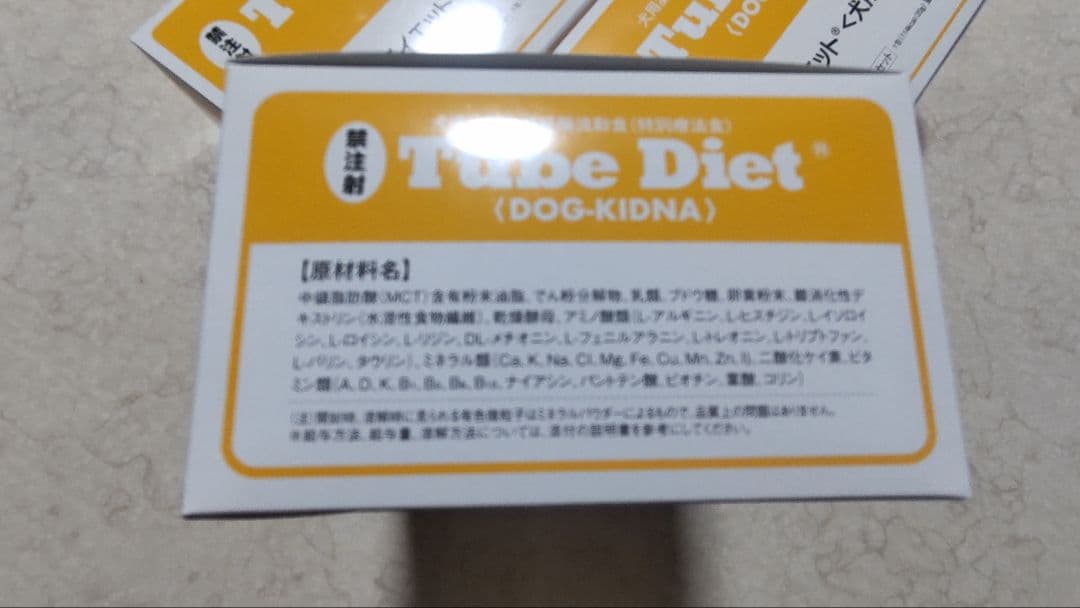 禁注射
流動食(特別療法食)
Tube Diet®
〈DOG-KIDNA〉
【原材料名】
中鎖脂肪酸(MCT)含有粉末油脂、でん粉分解物、乳類、ブドウ糖、卵黄粉末、難消化性デ
キストリン(水溶性食物繊維)、乾燥酵母、アミノ酸類(L-アルギニン、L-ヒスチジン、L-イソロイ
シン、L-ロイシン、L-リジン、DL-メチオニン、L-フェニルアラニン、L-トレオニン、L-トリプトファン、
L-バリン、タウリン)、ミネラル類(Ca、K、Na、Cl、Mg、Fe、Cu、Mn、Zn、I)、二酸化ケイ素、ビタ
ミン類(A、D、K、B1、B2、B6、B12、ナイアシン、パントテン酸、ビオチン、葉酸、コリン)
(注)開封時、溶解時に見られる有色微粒子はミネラルパウダーによるもので、品質上の問題はありません。
※給与方法、給与量、溶解方法については、添付の説明書を参考にしてください。